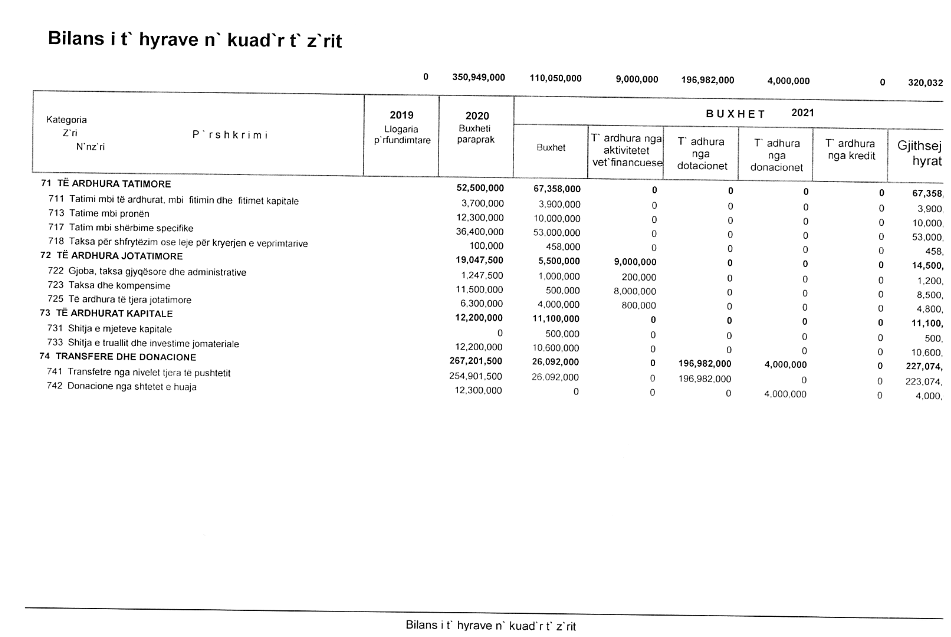 Bilans i t` hyrave n` kuad`r t` z`rit
0 350,949,000 110,050,000 9,000,000 196,982,000 4,000,000 0 320,032
Kategoria Z`ri N`nz`ri P`rshkrimi 2019 Llogaria p`rfundimtare 2020 Buxheti paraprak BUXHET 2021
Buxhet T` ardhura nga aktivitetet vet`financuese T` adhura nga dotacionet T` adhura nga donacionet T` ardhura nga kredit Gjithsej hyrat
71 TË ARDHURA TATIMORE 52,500,000 67,358,000 0 0 0 0 67,358,
711 Tatimi mbi të ardhurat, mbi fitimin dhe fitimet kapitale 3,700,000 3,900,000 0 0 0 0 3,900,
713 Tatime mbi pronën 12,300,000 10,000,000 0 0 0 0 10,000,
717 Tatim mbi shërbime specifike 36,400,000 53,000,000 0 0 0 0 53,000,
718 Taksa për shfrytëzim ose leje për kryerjen e veprimtarive 100,000 458,000 0 0 0 0 458,
72 TË ARDHURA JOTATIMORE 19,047,500 5,500,000 9,000,000 0 0 0 14,500,
722 Gjoba, taksa gjyqësore dhe administrative 1,247,500 1,000,000 200,000 0 0 0 1,200,
723 Taksa dhe kompensime 11,500,000 500,000 8,000,000 0 0 0 8,500,
725 Të ardhura të tjera jotatimore 6,300,000 4,000,000 800,000 0 0 0 4,800,
73 TË ARDHURAT KAPITALE 12,200,000 11,100,000 0 0 0 0 11,100,
731 Shitja e mjeteve kapitale 0 500,000 0 0 0 0 500,
733 Shitja e truallit dhe investime jomateriale 12,200,000 10,600,000 0 0 0 0 10,600,
74 TRANSFERE DHE DONACIONE 267,201,500 26,092,000 0 196,982,000 4,000,000 0 227,074,
741 Transfetre nga nivelet tjera të pushtetit 254,901,500 26,092,000 0 196,982,000 0 0 223,074,
742 Donacione nga shtetet e huaja 12,300,000 0 0 0 4,000,000 0 4,000,
Bilans i t` hyrave n` kuad`r t` z`rit